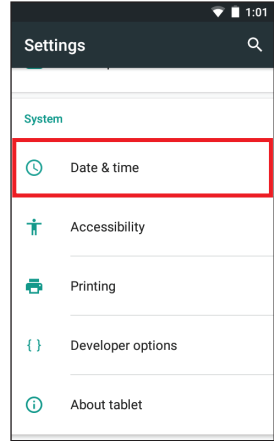 1:01
Settings
System
Date & time
Accessibility
Printing
{ } Developer options
About tablet